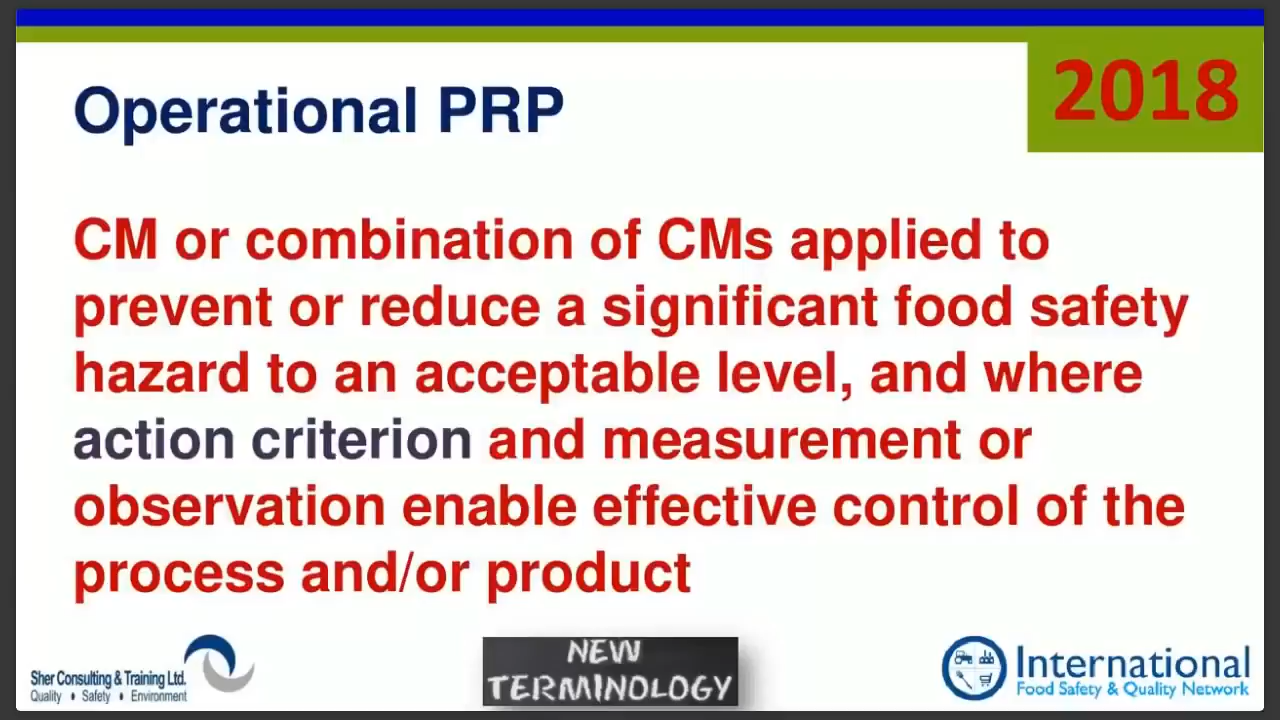 2018
Operational PRP
CM or combination of CMs applied to
prevent or reduce a significant food safety
hazard to an acceptable level, and where
action criterion and measurement or
observation enable effective control of the
process and/or product
Sher Consulting & Training Ltd.
Quality • Safety • Environment
NEW
TERMINOLOGY
International
Food Safety & Quality Network